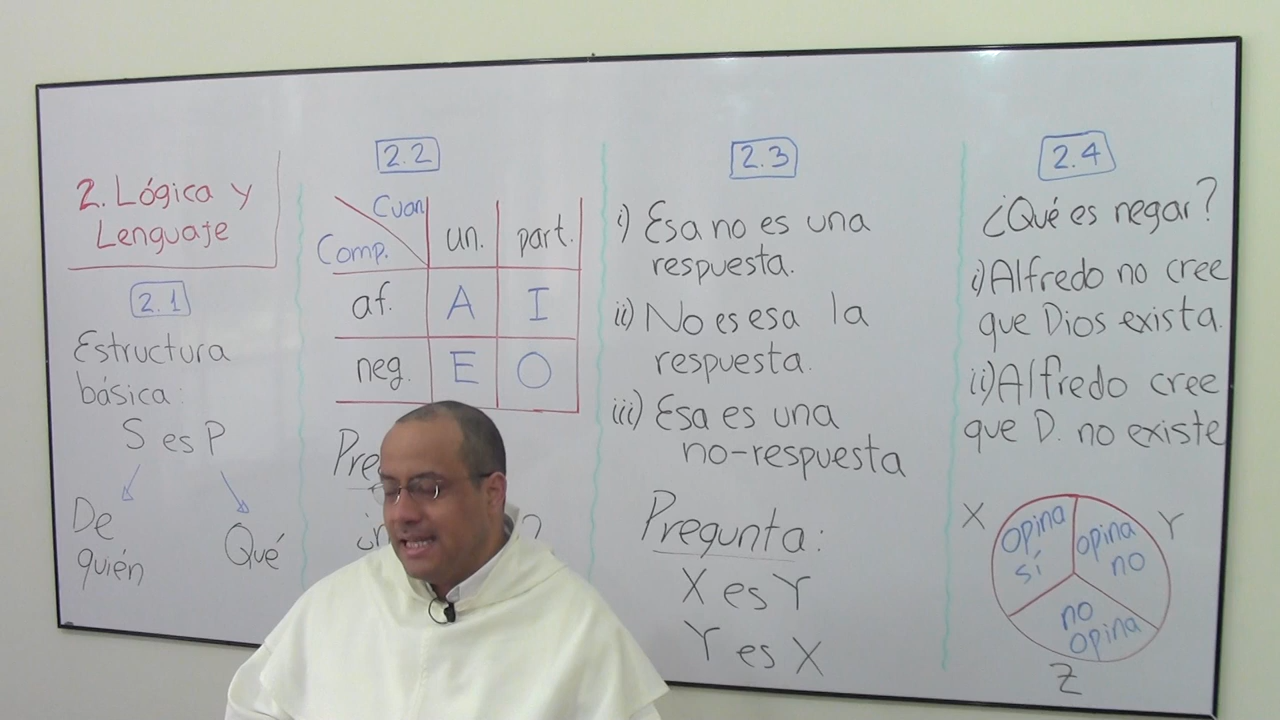 2. Lógica y
Lenguaje
2.1
Estructura
básica:
S es P
De
quién
Qué
2.2
Cuan
Comp.
un. part.
af. A I
neg. E O
2.3
i) Esa no es una
respuesta.
ii) No es esa la
respuesta.
iii) Esa es una
no-respuesta
Pregunta:
X es Y
Y es X
2.4
¿Qué es negar?
i) Alfredo no cree
que Dios exista.
ii) Alfredo cree
que D. no existe
X
opina
sí
opina
no
Y
no
opina
Z